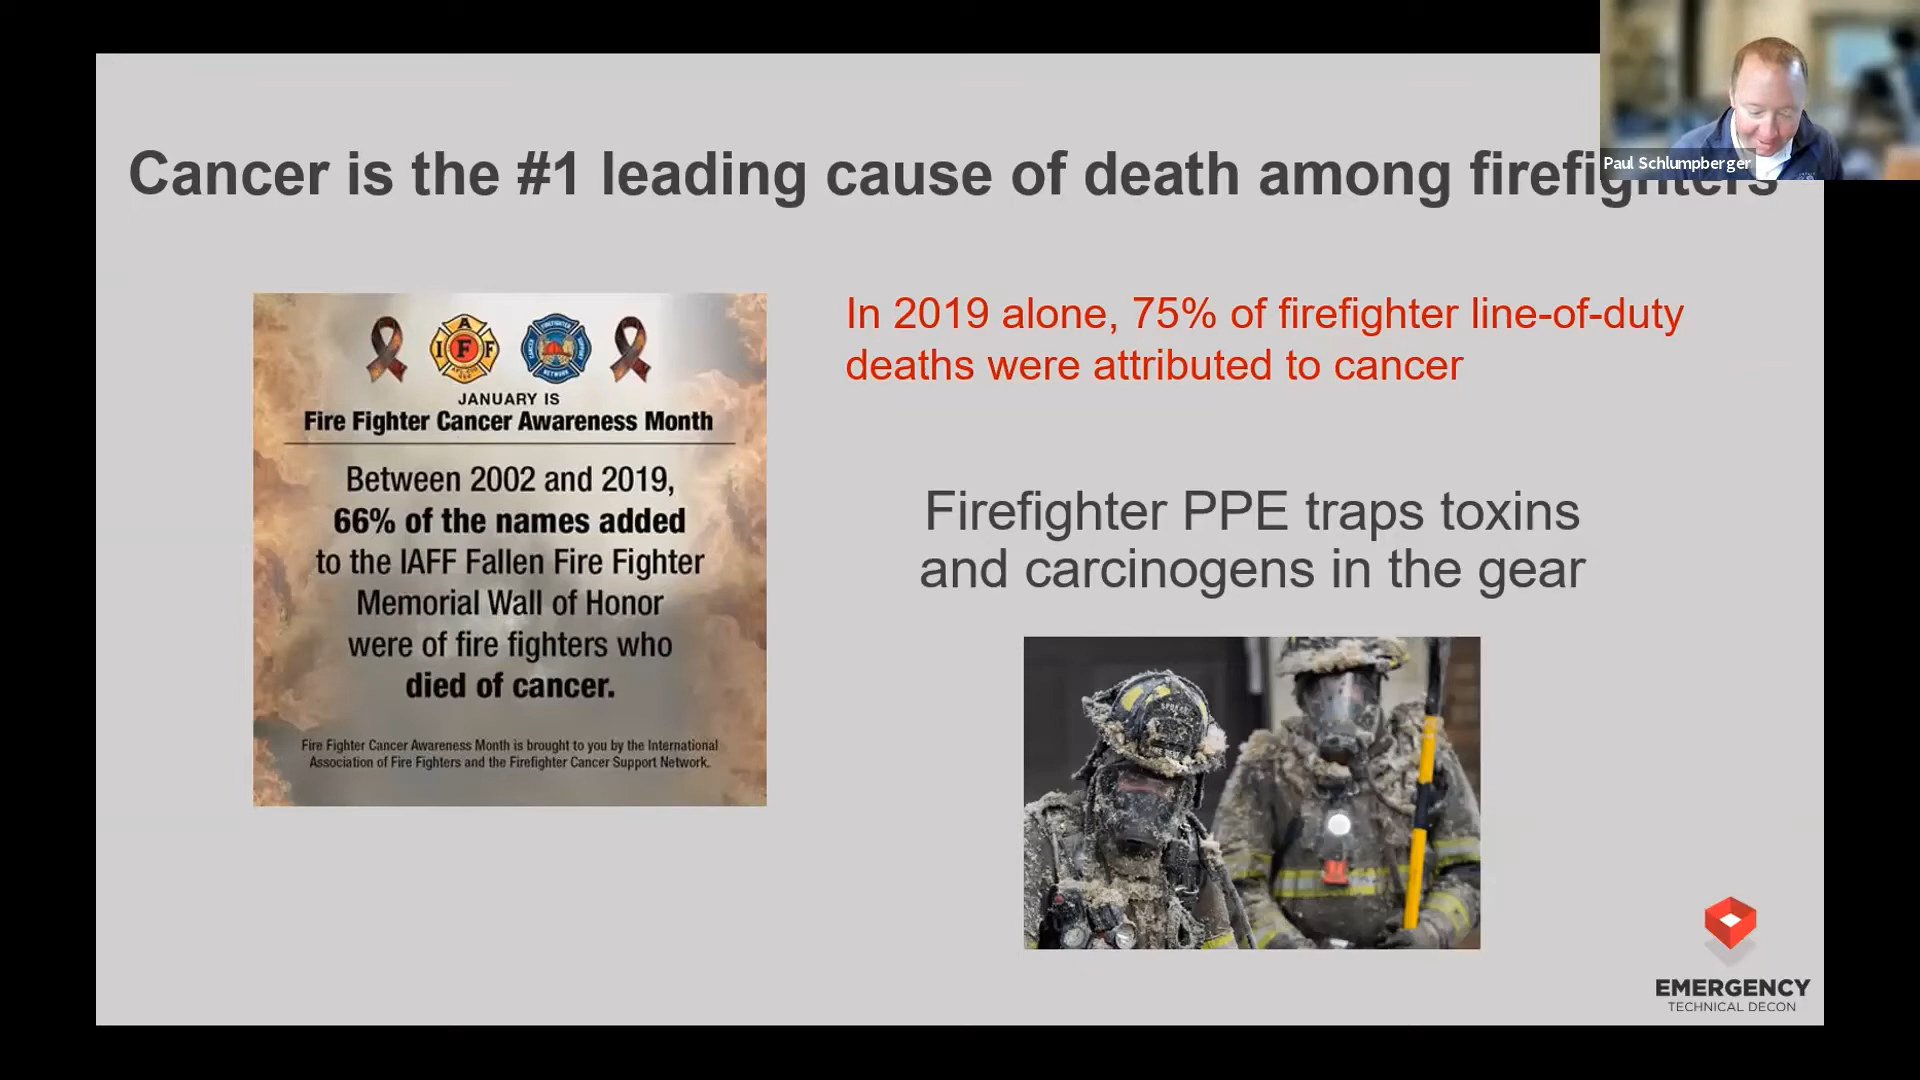 Cancer is the #1 leading cause of death among firefighters
Paul Schlumpberger
In 2019 alone, 75% of firefighter line-of-duty
deaths were attributed to cancer
I A F F
JANUARY IS
Fire Fighter Cancer Awareness Month
Between 2002 and 2019,
66% of the names added
to the IAFF Fallen Fire Fighter
Memorial Wall of Honor
were of fire fighters who
died of cancer.
Fire Fighter Cancer Awareness Month is brought to you by the International
Association of Fire Fighters and the Firefighter Cancer Support Network.
Firefighter PPE traps toxins
and carcinogens in the gear
EMERGENCY
TECHNICAL DECON